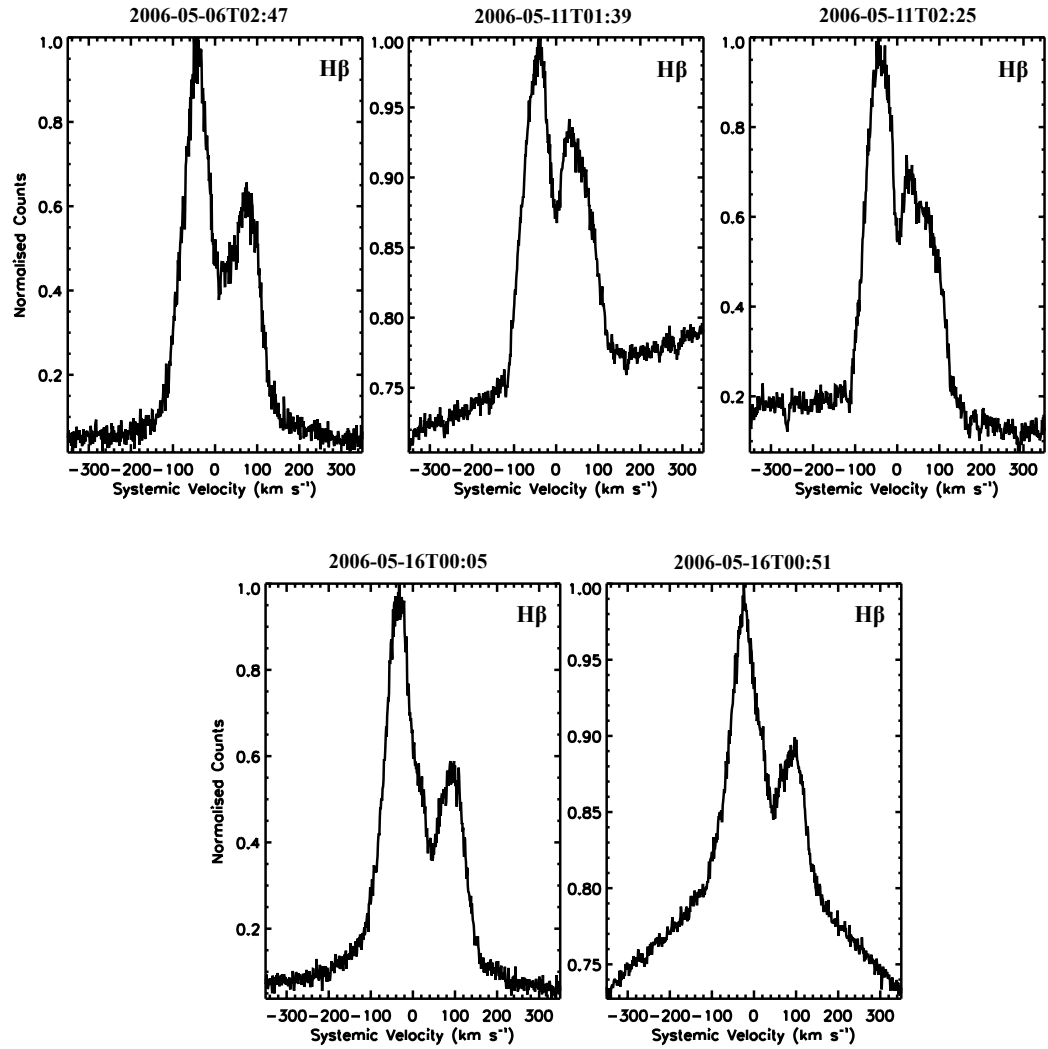 2006-05-06T02:47
2006-05-11T01:39
2006-05-11T02:25
Hβ
Hβ
Hβ
1.0
0.8
0.6
0.4
0.2
1.00
0.95
0.90
0.85
0.80
0.75
1.0
0.8
0.6
0.4
0.2
Normalised Counts
-300-200-100 0 100 200 300
-300-200-100 0 100 200 300
-300-200-100 0 100 200 300
Systemic Velocity (km s⁻¹)
Systemic Velocity (km s⁻¹)
Systemic Velocity (km s⁻¹)
2006-05-16T00:05
2006-05-16T00:51
Hβ
Hβ
1.0
0.8
0.6
0.4
0.2
1.00
0.95
0.90
0.85
0.80
0.75
Normalised Counts
-300-200-100 0 100 200 300
-300-200-100 0 100 200 300
Systemic Velocity (km s⁻¹)
Systemic Velocity (km s⁻¹)